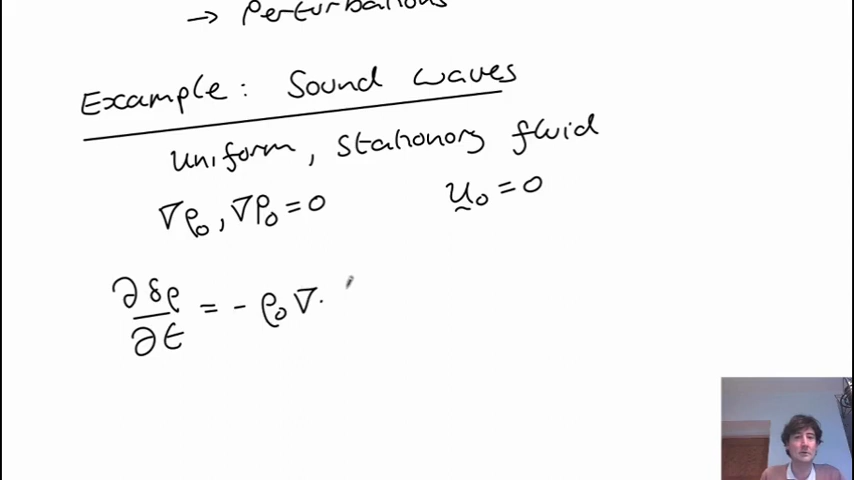 → Perturbations
Example: Sound waves
uniform, stationary fluid
∇ρ₀, ∇P₀ = 0 u₀ = 0
∂δρ/∂t = - ρ₀ ∇·